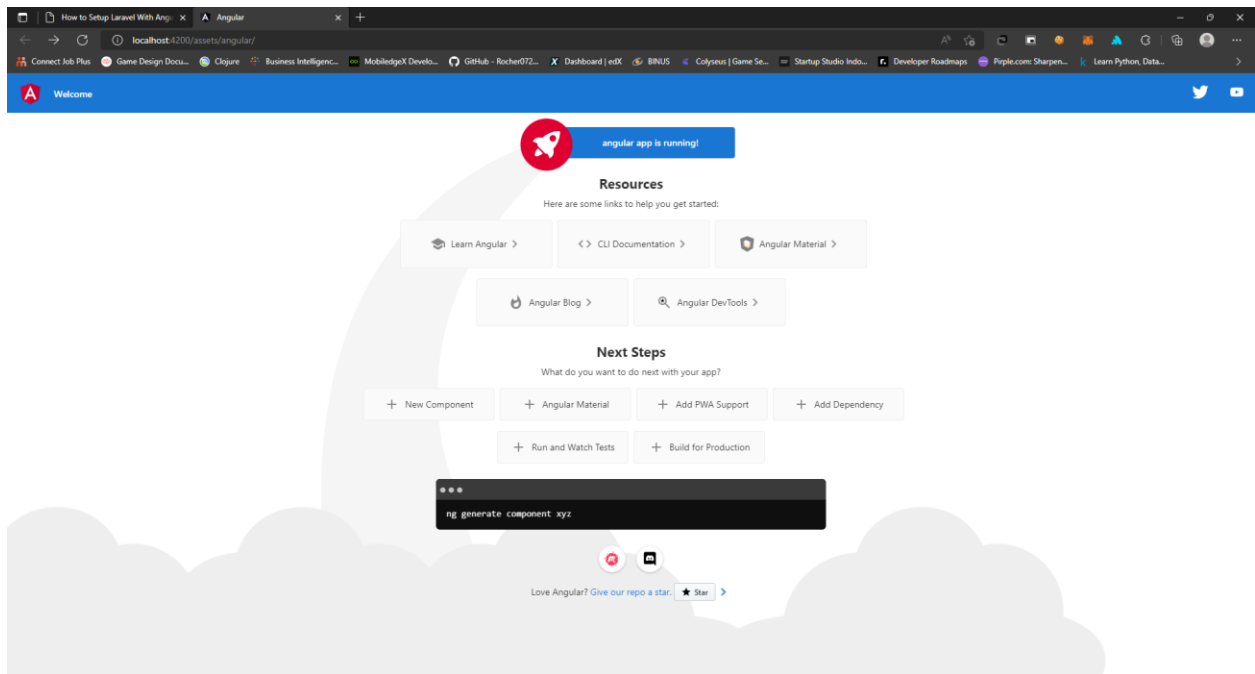 How to Setup Laravel With Angu
Angular
localhost:4200/assets/angular/
Connect Job Plus
Game Design Docu...
Clojure
Business Intelligenc...
MobiledgeX Develo...
GitHub - Rocher072...
Dashboard | edX
BINUS
Colyseus | Game Se...
Startup Studio Indo...
Developer Roadmaps
Pirple.com: Sharpen...
Learn Python, Data...
Welcome
angular app is running!
Resources
Here are some links to help you get started:
Learn Angular
CLI Documentation
Angular Material
Angular Blog
Angular DevTools
Next Steps
What do you want to do next with your app?
New Component
Angular Material
Add PWA Support
Add Dependency
Run and Watch Tests
Build for Production
ng generate component xyz
Love Angular? Give our repo a star. Star